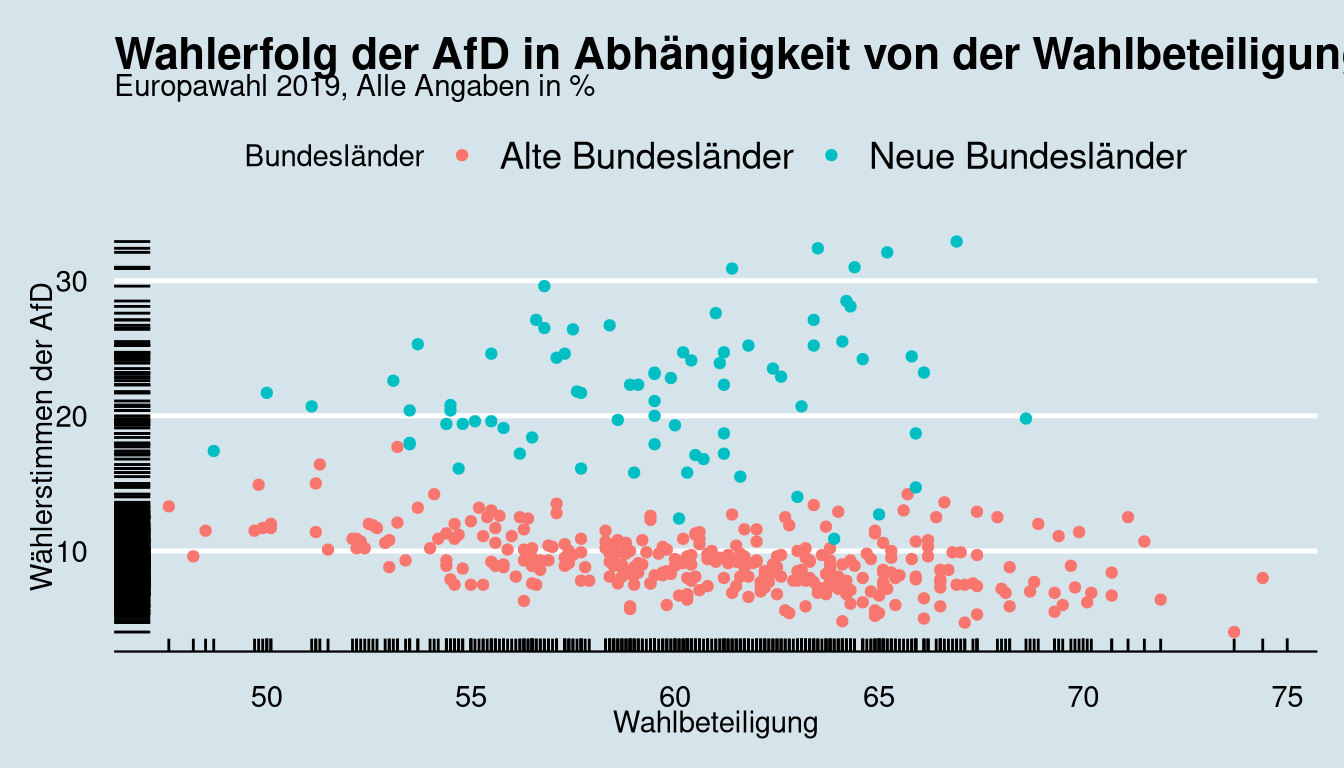 Wahlerfolg der AfD in Abhängigkeit von der Wahlbeteiligung
Europawahl 2019, Alle Angaben in %
Bundesländer Alte Bundesländer Neue Bundesländer
Wählerstimmen der AfD
30
20
10
50 55 60 65 70 75
Wahlbeteiligung